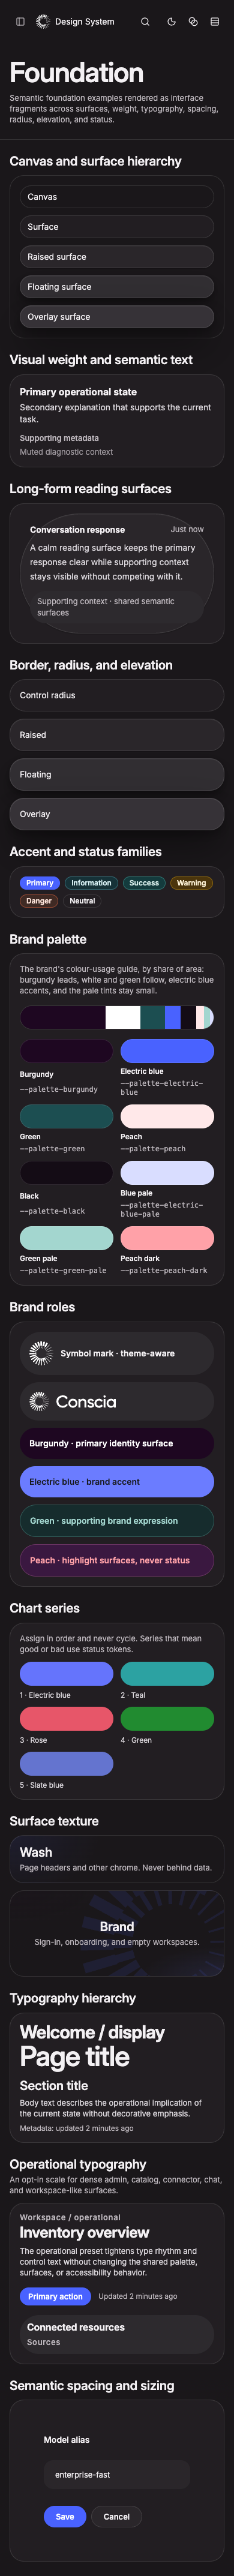 Design System
Foundation
Semantic foundation examples rendered as interface
fragments across surfaces, weight, typography, spacing,
radius, elevation, and status.
Canvas and surface hierarchy
Canvas
Surface
Raised surface
Floating surface
Overlay surface
Visual weight and semantic text
Primary operational state
Secondary explanation that supports the current
task.
Supporting metadata
Muted diagnostic context
Long-form reading surfaces
Conversation response
Just now
A calm reading surface keeps the primary
response clear while supporting context
stays visible without competing with it.
Supporting context · shared semantic
surfaces
Border, radius, and elevation
Control radius
Raised
Floating
Overlay
Accent and status families
Primary
Information
Success
Warning
Danger
Neutral
Brand palette
The brand's colour-usage guide, by share of area:
burgundy leads, white and green follow, electric blue
accents, and the pale tints stay small.
Burgundy
--palette-burgundy
Electric blue
--palette-electric-
blue
Green
--palette-green
Peach
--palette-peach
Black
--palette-black
Blue pale
--palette-electric-
blue-pale
Green pale
--palette-green-pale
Peach dark
--palette-peach-dark
Brand roles
Symbol mark · theme-aware
Conscia
Burgundy · primary identity surface
Electric blue · brand accent
Green · supporting brand expression
Peach · highlight surfaces, never status
Chart series
Assign in order and never cycle. Series that mean
good or bad use status tokens.
1 · Electric blue
2 · Teal
3 · Rose
4 · Green
5 · Slate blue
Surface texture
Wash
Page headers and other chrome. Never behind data.
Brand
Sign-in, onboarding, and empty workspaces.
Typography hierarchy
Welcome / display
Page title
Section title
Body text describes the operational implication of
the current state without decorative emphasis.
Metadata: updated 2 minutes ago
Operational typography
An opt-in scale for dense admin, catalog, connector, chat,
and workspace-like surfaces.
Workspace / operational
Inventory overview
The operational preset tightens type rhythm and
control text without changing the shared palette,
surfaces, or accessibility behavior.
Primary action
Updated 2 minutes ago
Connected resources
Sources
Semantic spacing and sizing
Model alias
enterprise-fast
Save
Cancel